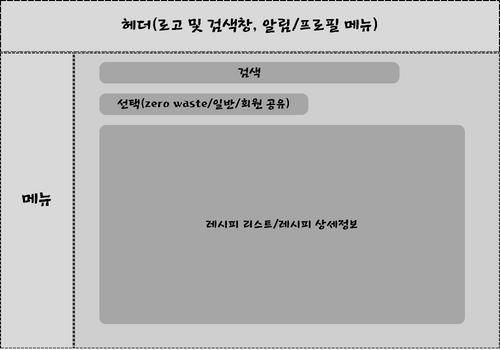 헤더(로고 및 검색창, 알림/프로필 메뉴)
검색
선택(zero waste/일반/회원 공유)
메뉴
레시피 리스트/레시피 상세정보